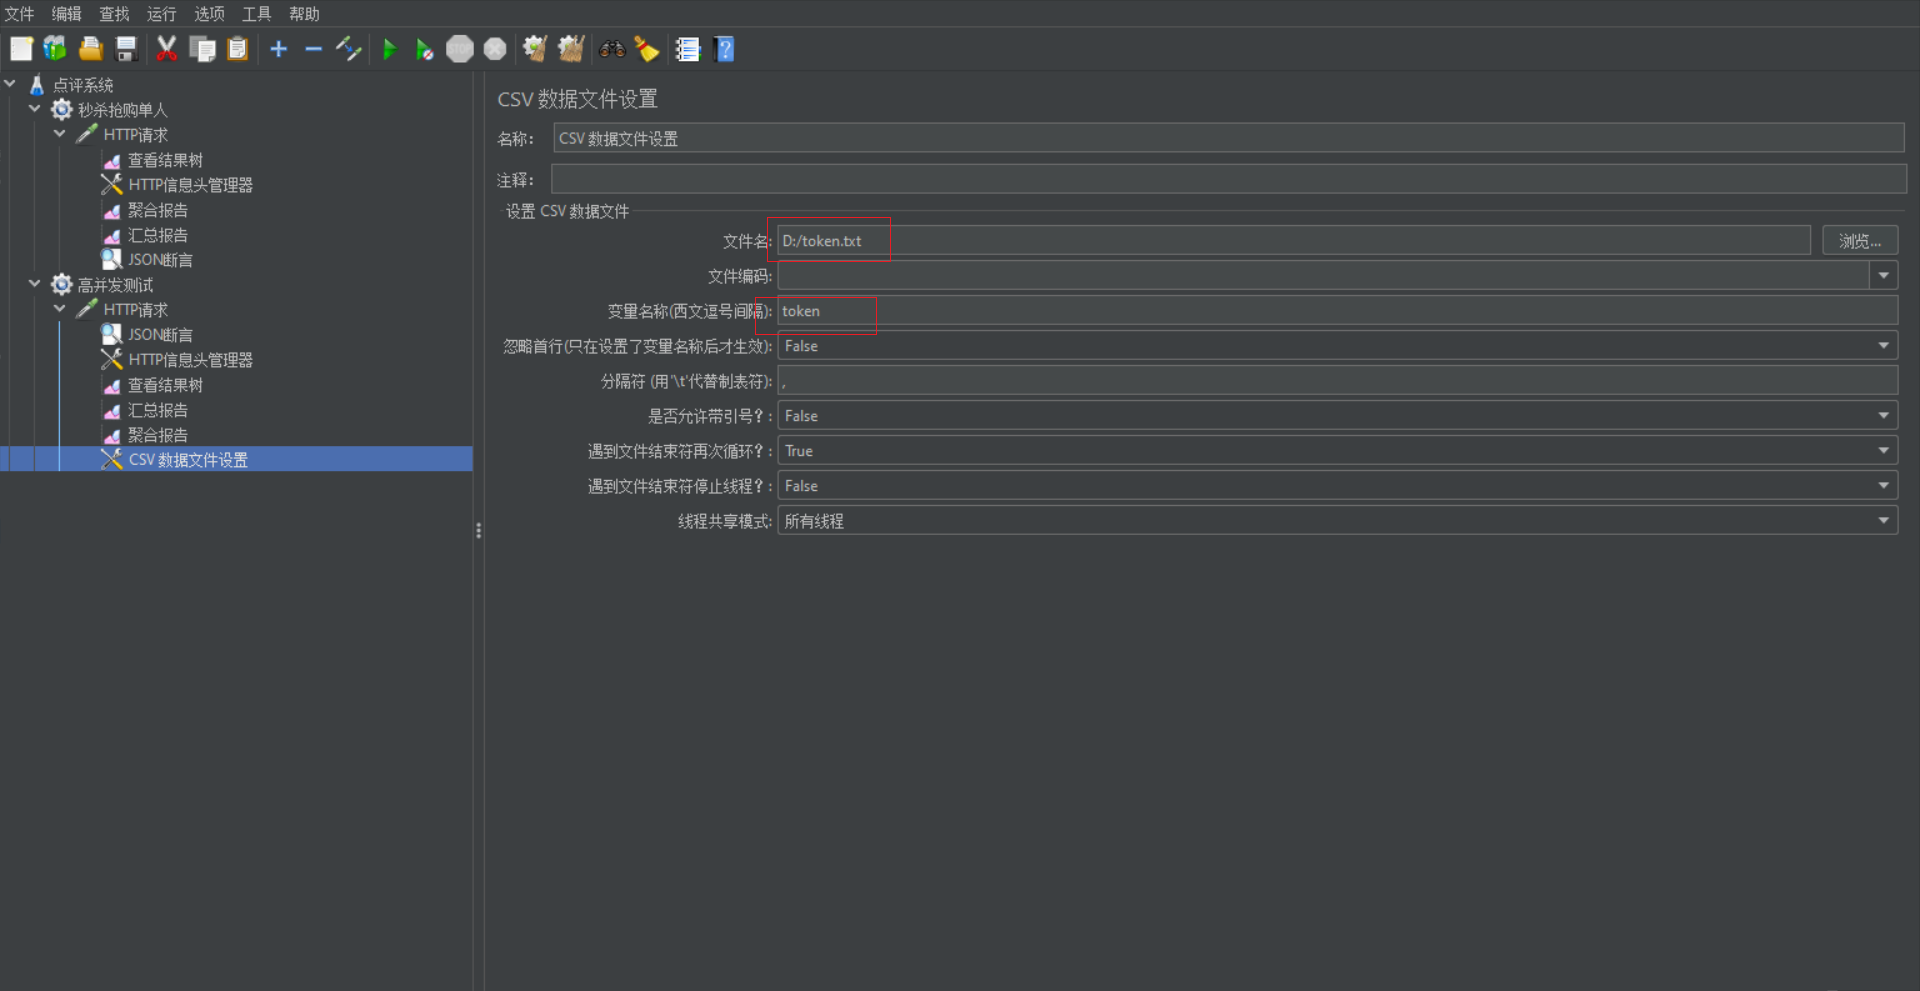 文件 编辑 查找 运行 选项 工具 帮助
STOP
点评系统
秒杀抢购单人
HTTP请求
查看结果树
HTTP信息头管理器
聚合报告
汇总报告
JSON断言
高并发测试
HTTP请求
JSON断言
HTTP信息头管理器
查看结果树
汇总报告
聚合报告
CSV 数据文件设置
CSV 数据文件设置
名称: CSV 数据文件设置
注释:
设置 CSV 数据文件
文件名: D:/token.txt 浏览...
文件编码:
变量名称(西文逗号间隔): token
忽略首行(只在设置了变量名称后才生效): False
分隔符 (用'\t'代替制表符): ,
是否允许带引号? : False
遇到文件结束符再次循环? : True
遇到文件结束符停止线程? : False
线程共享模式: 所有线程